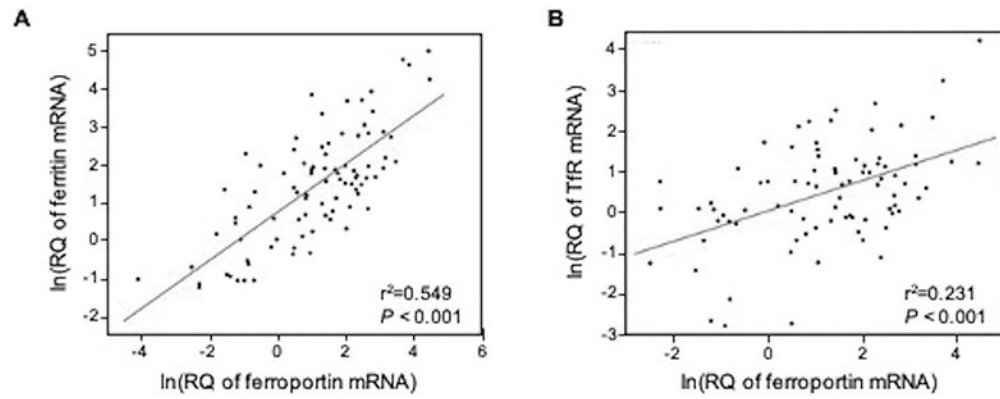 A
B
5
4
3
2
1
0
-1
-2
ln(RQ of ferritin mRNA)
r²=0.549
P < 0.001
-4
-2
0
2
4
6
ln(RQ of ferroportin mRNA)
4
3
2
1
0
-1
-2
-3
ln(RQ of TfR mRNA)
r²=0.231
P < 0.001
-2
0
2
4
ln(RQ of ferroportin mRNA)